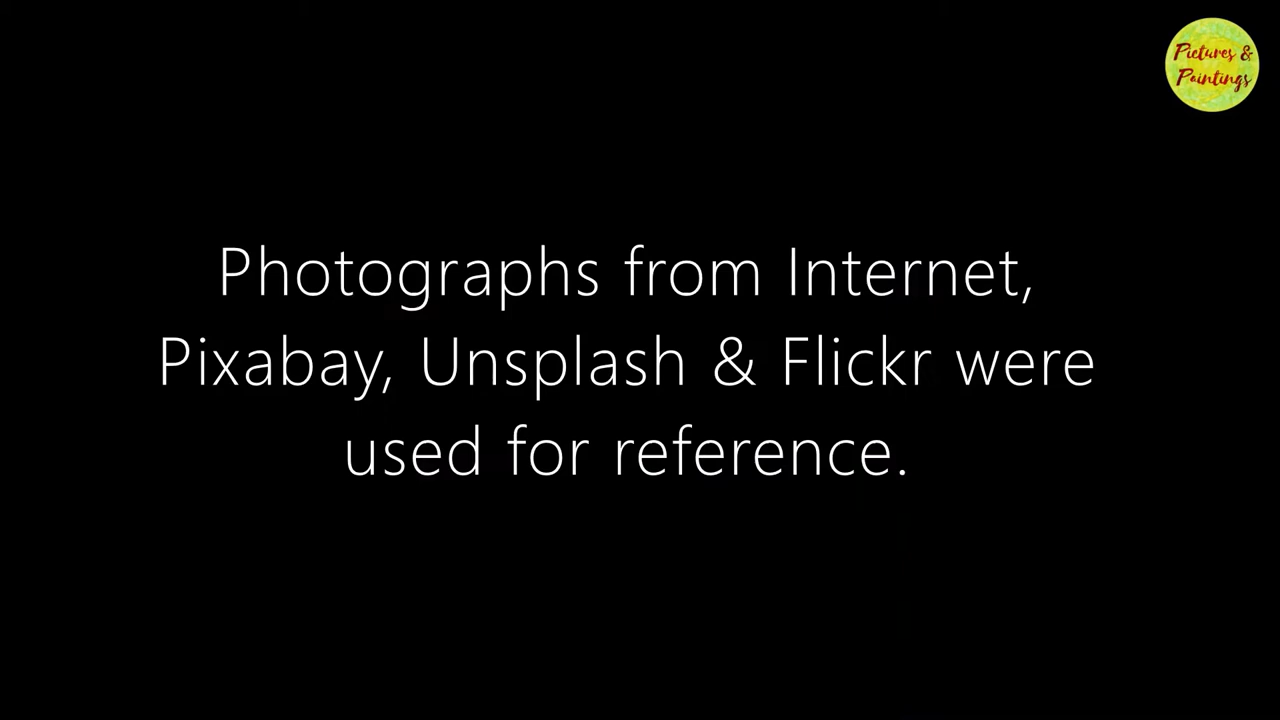 Pictures &
Paintings
Photographs from Internet,
Pixabay, Unsplash & Flickr were
used for reference.